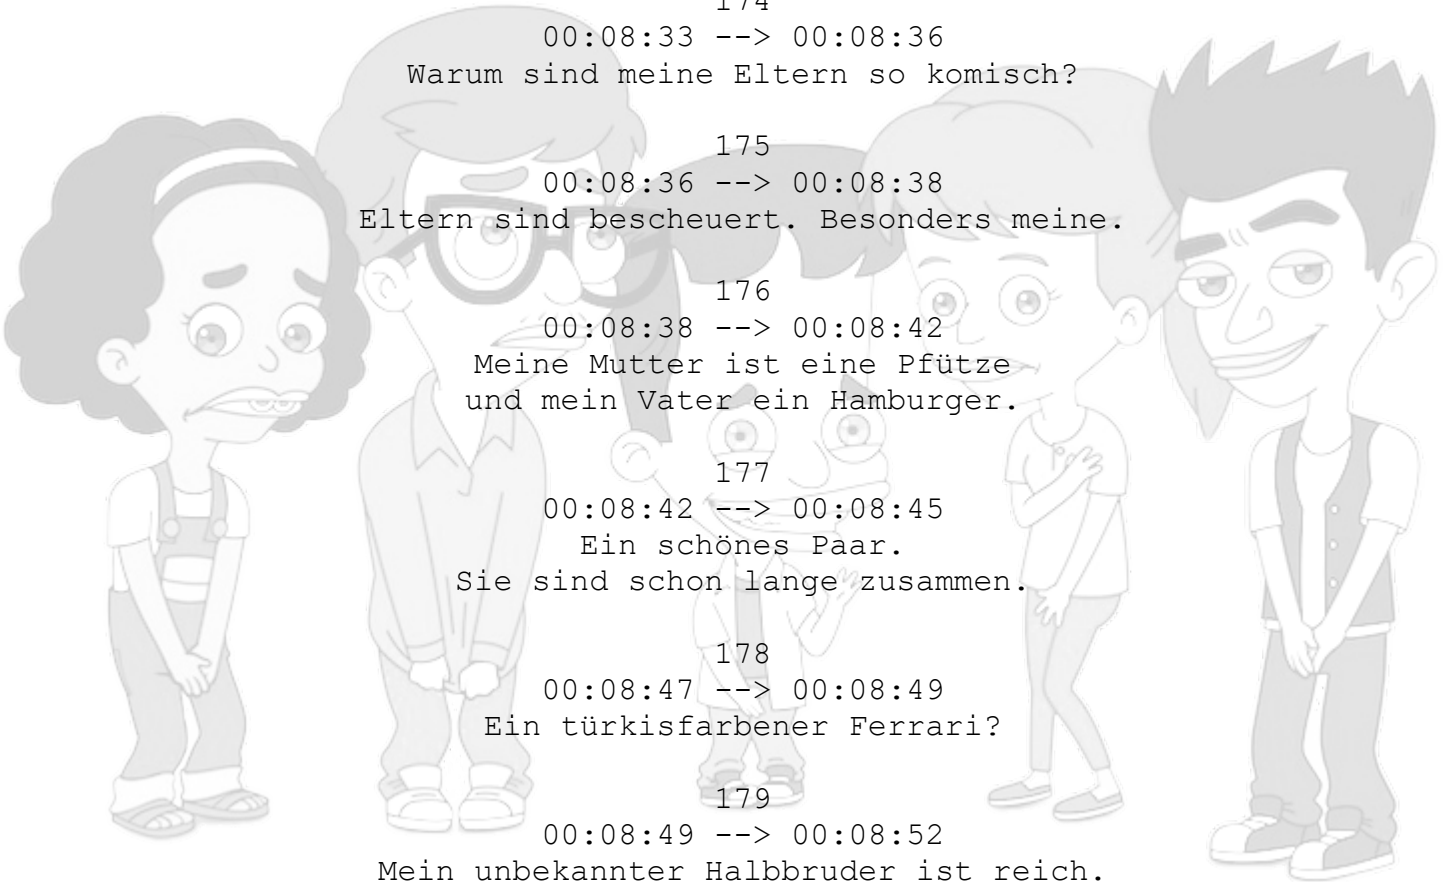 174
00:08:33 --> 00:08:36
Warum sind meine Eltern so komisch?
175
00:08:36 --> 00:08:38
Eltern sind bescheuert. Besonders meine.
176
00:08:38 --> 00:08:42
Meine Mutter ist eine Pfütze
und mein Vater ein Hamburger.
177
00:08:42 --> 00:08:45
Ein schönes Paar.
Sie sind schon lange zusammen.
178
00:08:47 --> 00:08:49
Ein türkisfarbener Ferrari?
179
00:08:49 --> 00:08:52
Mein unbekannter Halbbruder ist reich.